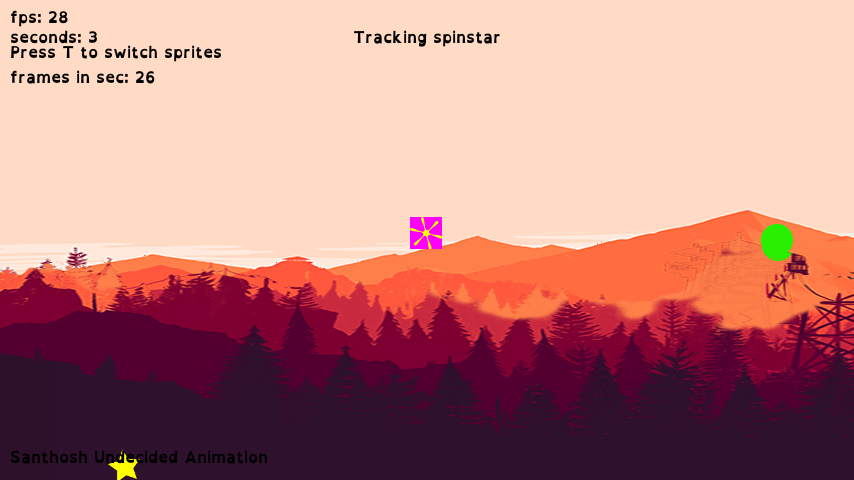 fps: 28
seconds: 3
Tracking spinstar
Press T to switch sprites
frames in sec: 26
Santhosh Undecided Animation